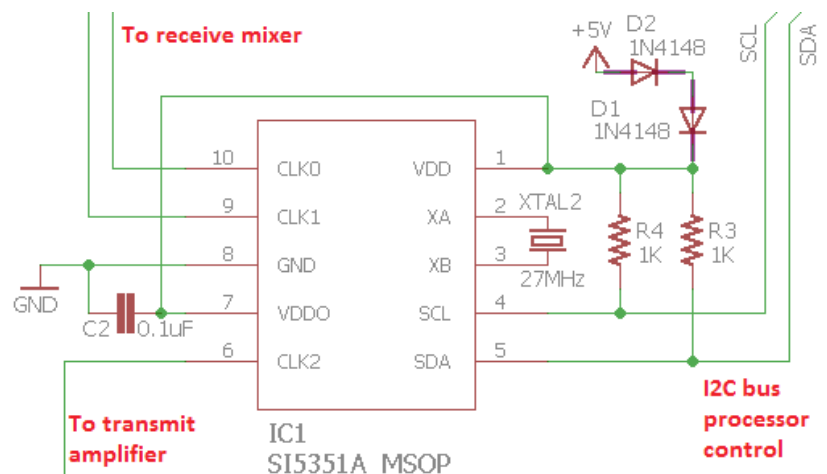 To receive mixer
+5V
D2
1N4148
SCL
SDA
D1
1N4148
10 CLK0 VDD 1
9 CLK1 XA 2
XTAL2
8 GND XB 3
27MHz
R4
1K
R3
1K
GND
C2 0.1uF
7 VDDO SCL 4
6 CLK2 SDA 5
To transmit
amplifier
I2C bus
processor
control
IC1
SI5351A MSOP